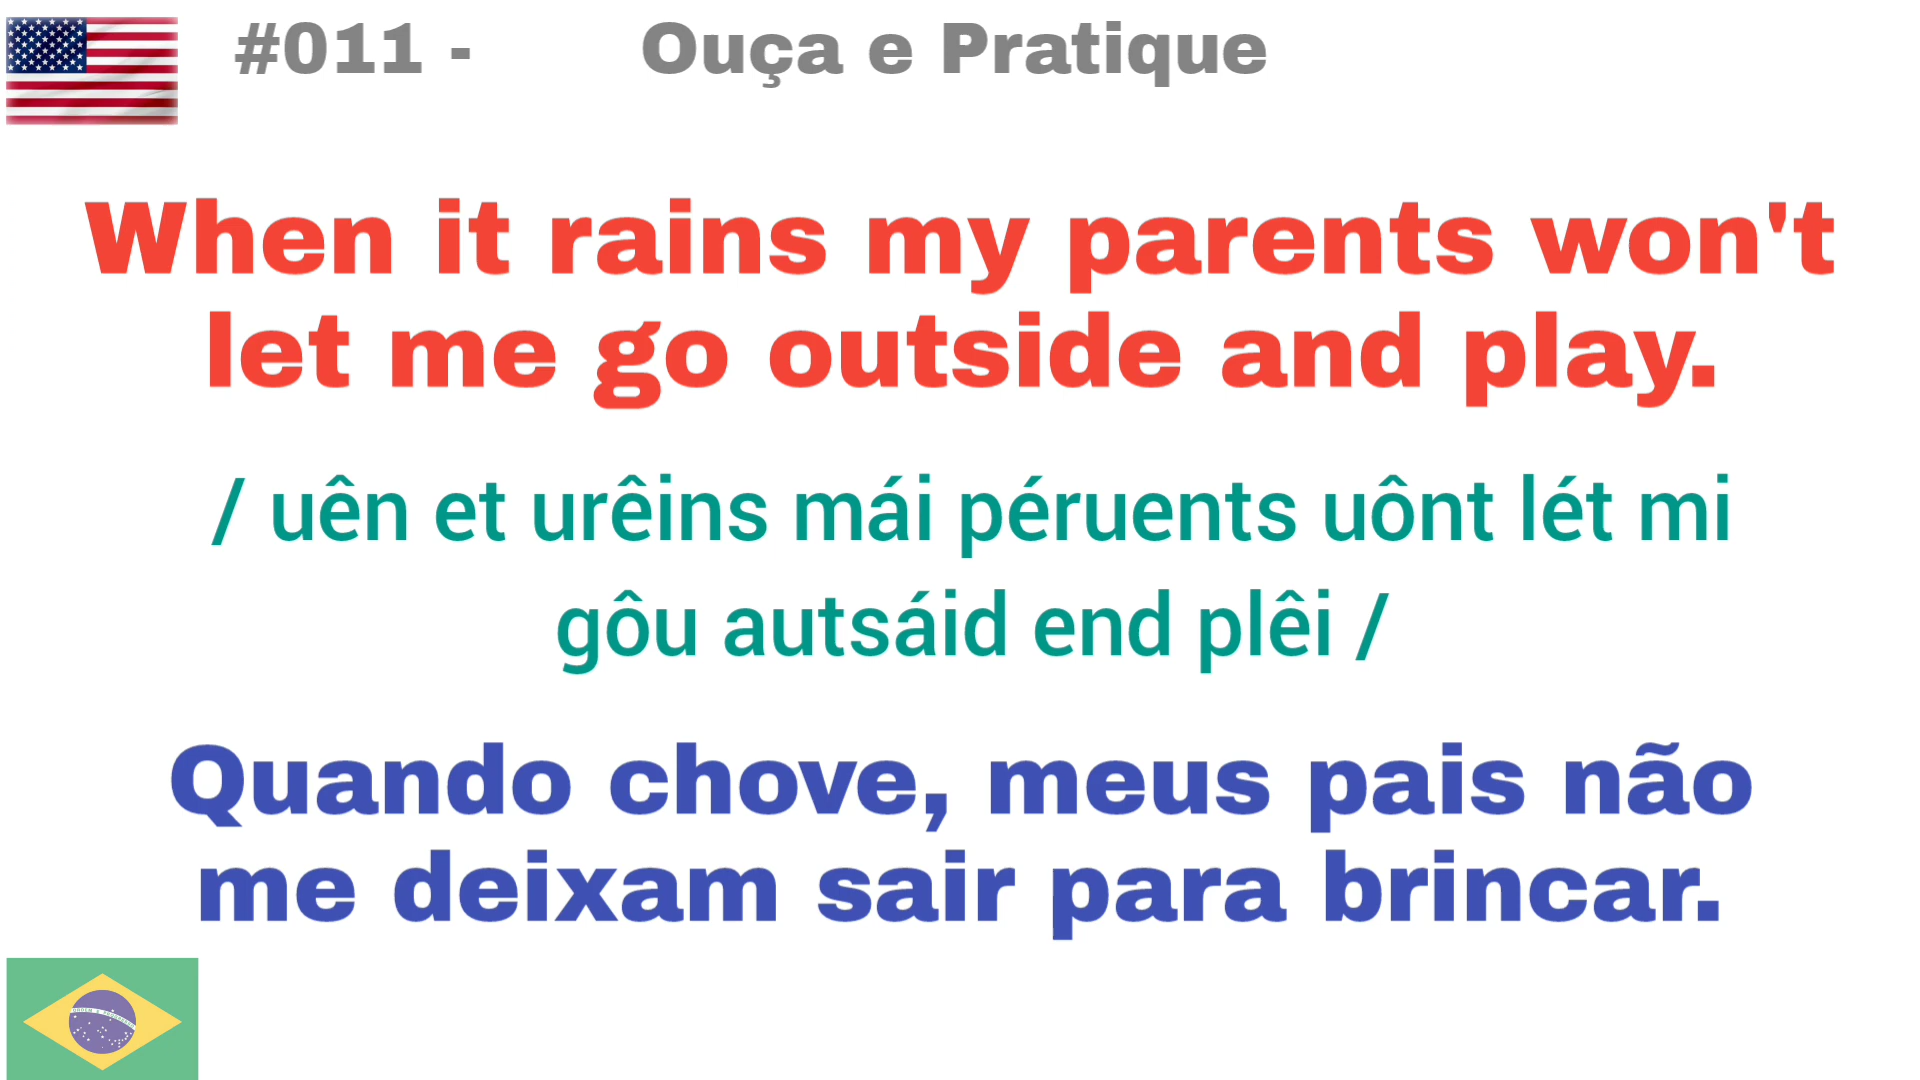 #011 - Ouça e Pratique
When it rains my parents won't
let me go outside and play.
/ uên et urêins mái péruents uônt lét mi
gôu autsáid end plêi /
Quando chove, meus pais não
me deixam sair para brincar.